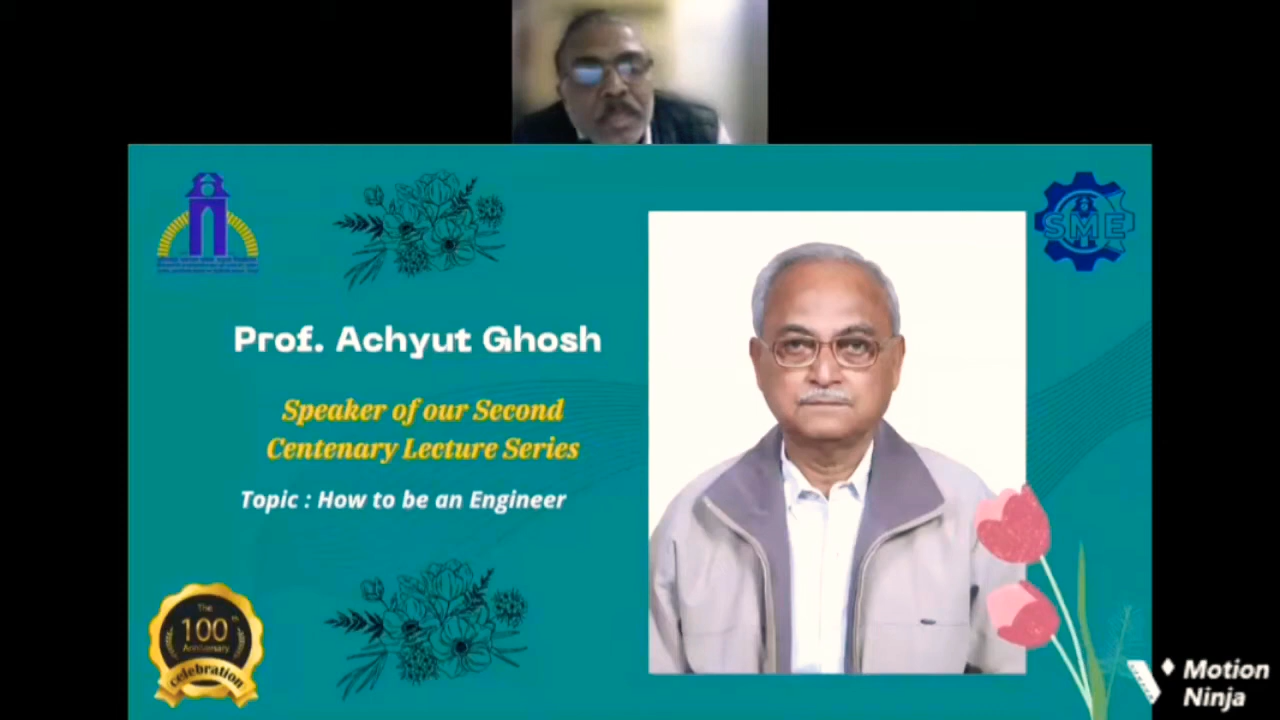 SME
Prof. Achyut Ghosh
Speaker of our Second
Centenary Lecture Series
Topic : How to be an Engineer
The
100th
Anniversary
celebration
Motion
Ninja